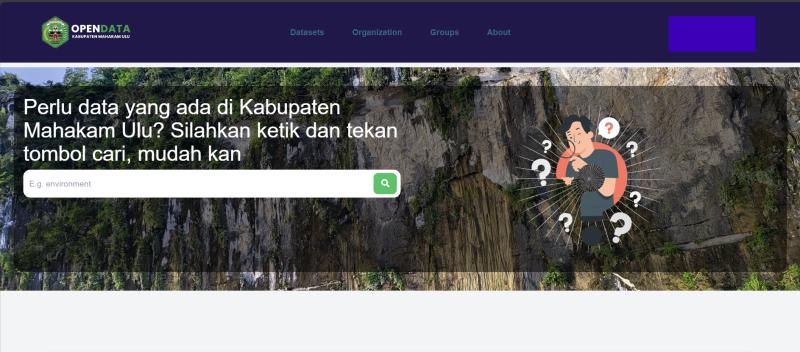 OPENDATA
KABUPATEN MAHAKAM ULU
Datasets
Organization
Groups
About
Perlu data yang ada di Kabupaten
Mahakam Ulu? Silahkan ketik dan tekan
tombol cari, mudah kan
E.g. environment
?
?
?
?
?
?
?